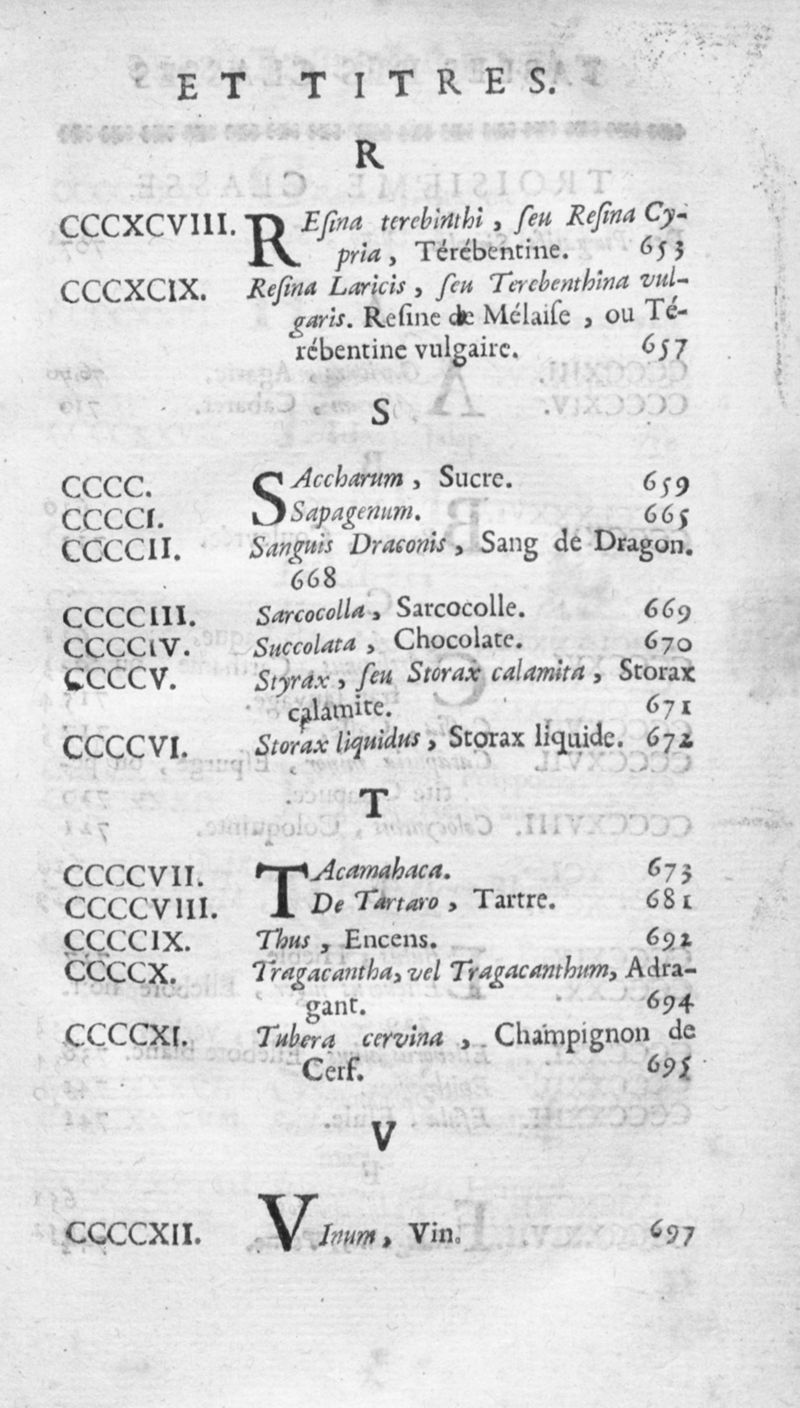 ET TITRES.
R
CCCXCVIII. REſina terebinthi, ſeu Reſina Cy-
pria, Térébentine. 653
CCCXCIX. Reſina Laricis, ſeu Terebenthina vul-
garis. Reſine de Mélaiſe, ou Té-
rébentine vulgaire. 657
S
CCCC. SAccharum, Sucre. 659
CCCCI. Sapagenum. 665
CCCCII. Sanguis Draconis, Sang de Dragon.
668
CCCCIII. Sarcocolla, Sarcocolle. 669
CCCCIV. Succolata, Chocolate. 670
CCCCV. Styrax, ſeu Storax calamita, Storax
calamite. 671
CCCCVI. Storax liquidus, Storax liquide. 672
T
CCCCVII. TAcamahaca. 673
CCCCVIII. De Tartaro, Tartre. 681
CCCCIX. Thus, Encens. 692
CCCCX. Tragacantha, vel Tragacanthum, Adra-
gant. 694
CCCCXI. Tubera cervina, Champignon de
Cerf. 695
V
CCCCXII. VInum, Vin. 697